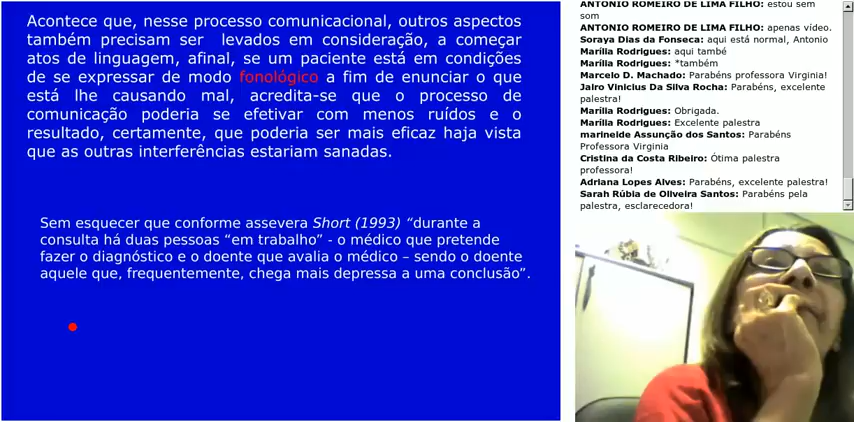 Acontece que, nesse processo comunicacional, outros aspectos
também precisam ser levados em consideração, a começar
atos de linguagem, afinal, se um paciente está em condições
de se expressar de modo fonológico a fim de enunciar o que
está lhe causando mal, acredita-se que o processo de
comunicação poderia se efetivar com menos ruídos e o
resultado, certamente, que poderia ser mais eficaz haja vista
que as outras interferências estariam sanadas.
Sem esquecer que conforme assevera Short (1993) “durante a
consulta há duas pessoas “em trabalho” - o médico que pretende
fazer o diagnóstico e o doente que avalia o médico – sendo o doente
aquele que, frequentemente, chega mais depressa a uma conclusão”.
ANTONIO ROMEIRO DE LIMA FILHO: estou sem
som
ANTONIO ROMEIRO DE LIMA FILHO: apenas vídeo.
Soraya Dias da Fonseca: aqui está normal, Antonio
Marília Rodrigues: aqui també
Marília Rodrigues: *também
Marcelo D. Machado: Parabéns professora Virginia!
Jairo Vinicius Da Silva Rocha: Parabéns, excelente
palestra!
Marília Rodrigues: Obrigada.
Marília Rodrigues: Excelente palestra
marineide Assunção dos Santos: Parabéns
Professora Virginia
Cristina da Costa Ribeiro: Ótima palestra
professora!
Adriana Lopes Alves: Parabéns, excelente palestra!
Sarah Rúbia de Oliveira Santos: Parabéns pela
palestra, esclarecedora!